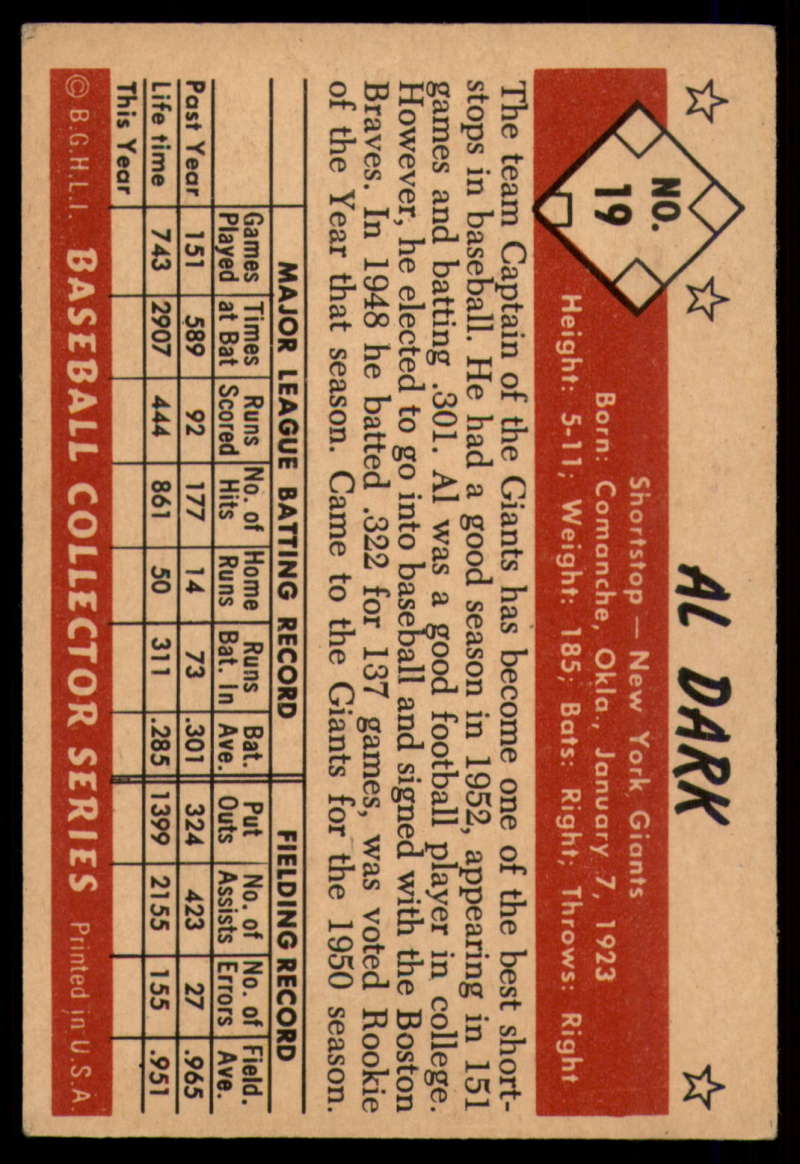 AL DARK
NO.
19
Shortstop — New York Giants
Born: Comanche, Okla., January 7, 1923
Height: 5-11; Weight: 185; Bats: Right; Throws: Right
The team Captain of the Giants has become one of the best short-
stops in baseball. He had a good season in 1952, appearing in 151
games and batting .301. Al was a good football player in college.
However, he elected to go into baseball and signed with the Boston
Braves. In 1948 he batted .322 for 137 games, was voted Rookie
of the Year that season. Came to the Giants for the 1950 season.
MAJOR LEAGUE BATTING RECORD FIELDING RECORD
Games Times Runs No. of Home Runs Bat. Put No. of No. of Field.
Played at Bat Scored Hits Runs Bat. In Ave. Outs Assists Errors Ave.
Past Year 151 589 92 177 14 73 .301 324 423 27 .965
Life time 743 2907 444 861 50 311 .285 1399 2155 155 .951
This Year
© B.G.H.L.I. BASEBALL COLLECTOR SERIES Printed in U.S.A.